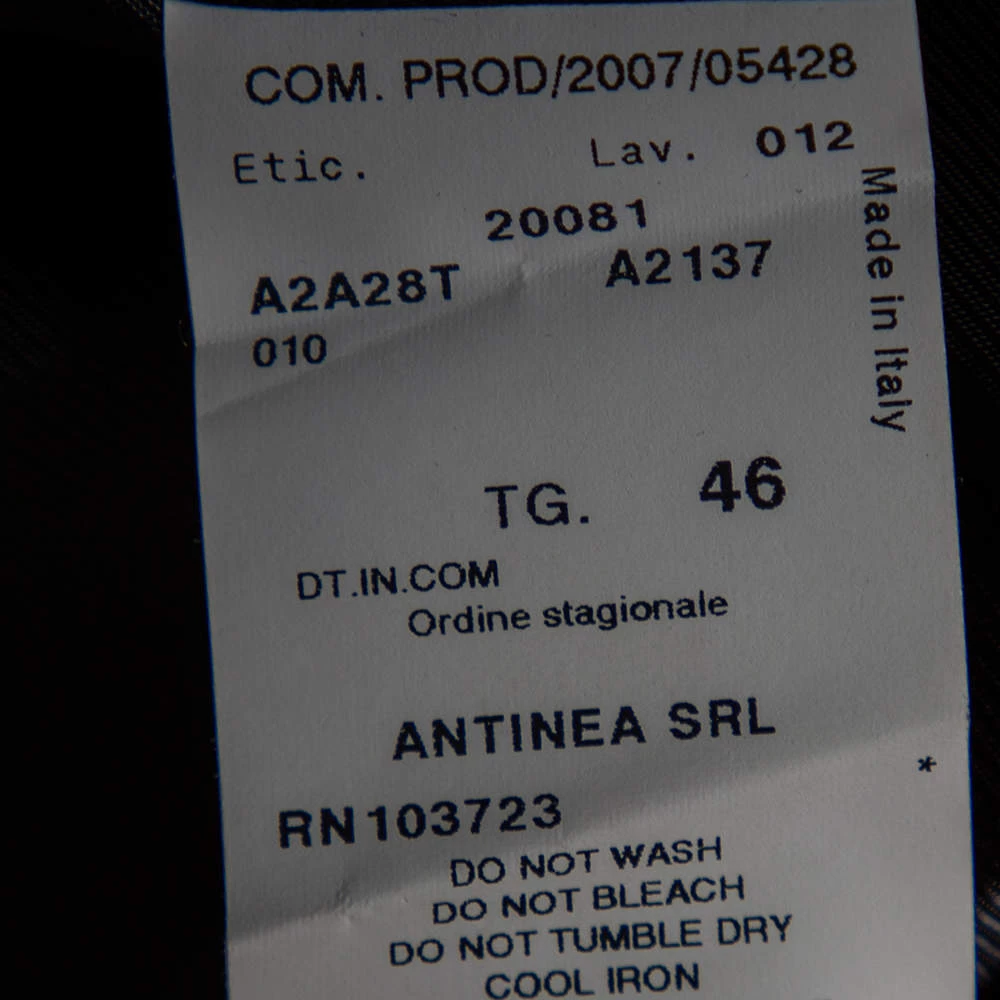 COM. PROD/2007/05428
Etic. Lav. 012
20081
A2A28T A2137
010
Made in Italy
TG. 46
DT.IN.COM
Ordine stagionale
ANTINEA SRL
*
RN103723
DO NOT WASH
DO NOT BLEACH
DO NOT TUMBLE DRY
COOL IRON